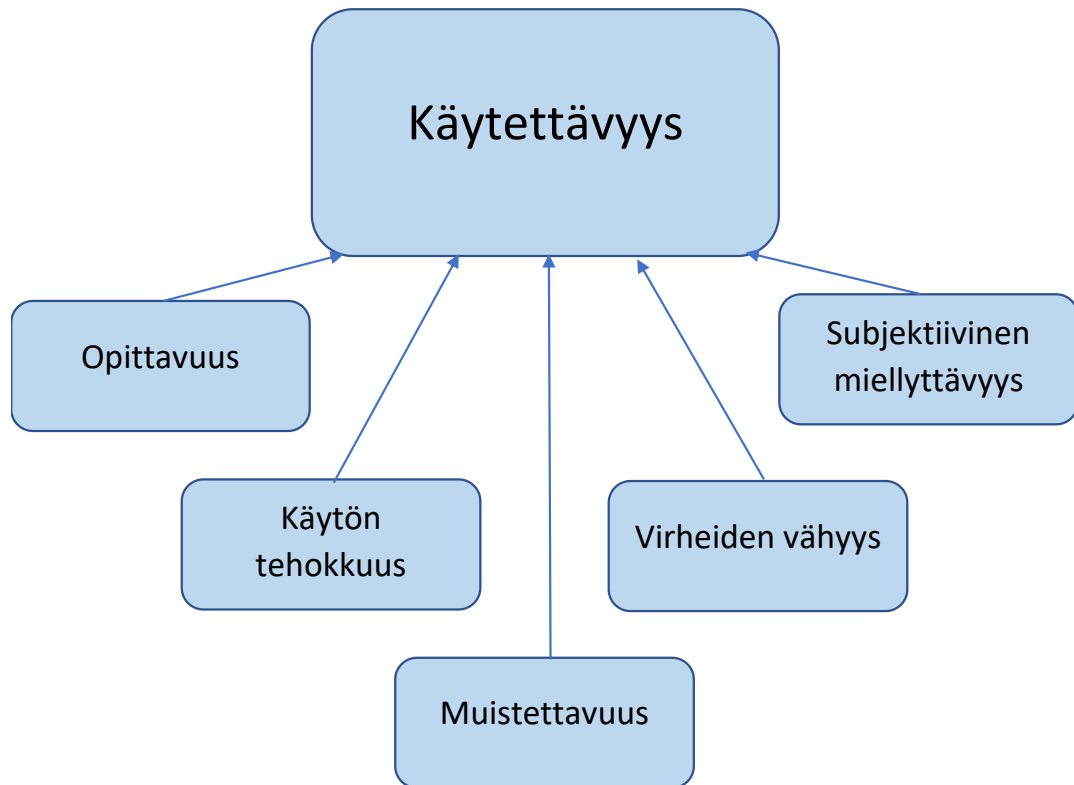 Käytettävyys
Opittavuus
Subjektiivinen
miellyttävyys
Käytön
tehokkuus
Virheiden vähyys
Muistettavuus